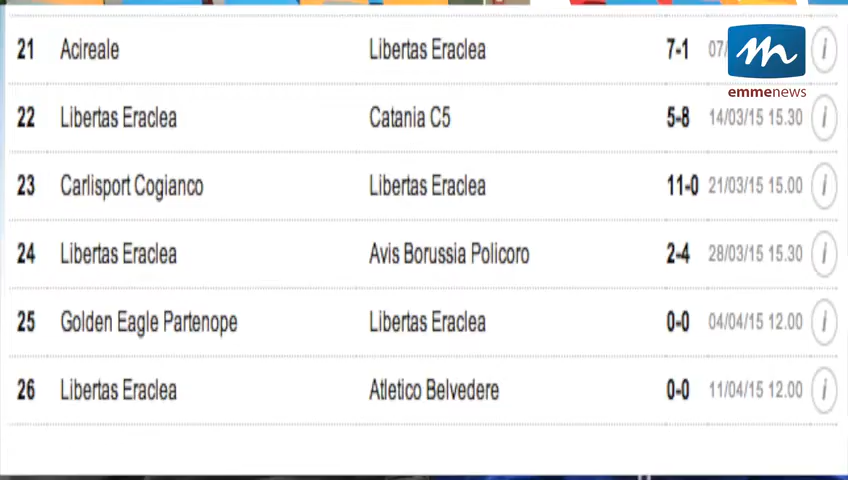 21 Acireale Libertas Eraclea 7-1 07/
emmenews
22 Libertas Eraclea Catania C5 5-8 14/03/15 15.30 i
23 Carlisport Cogianco Libertas Eraclea 11-0 21/03/15 15.00 i
24 Libertas Eraclea Avis Borussia Policoro 2-4 28/03/15 15.30 i
25 Golden Eagle Partenope Libertas Eraclea 0-0 04/04/15 12.00 i
26 Libertas Eraclea Atletico Belvedere 0-0 11/04/15 12.00 i